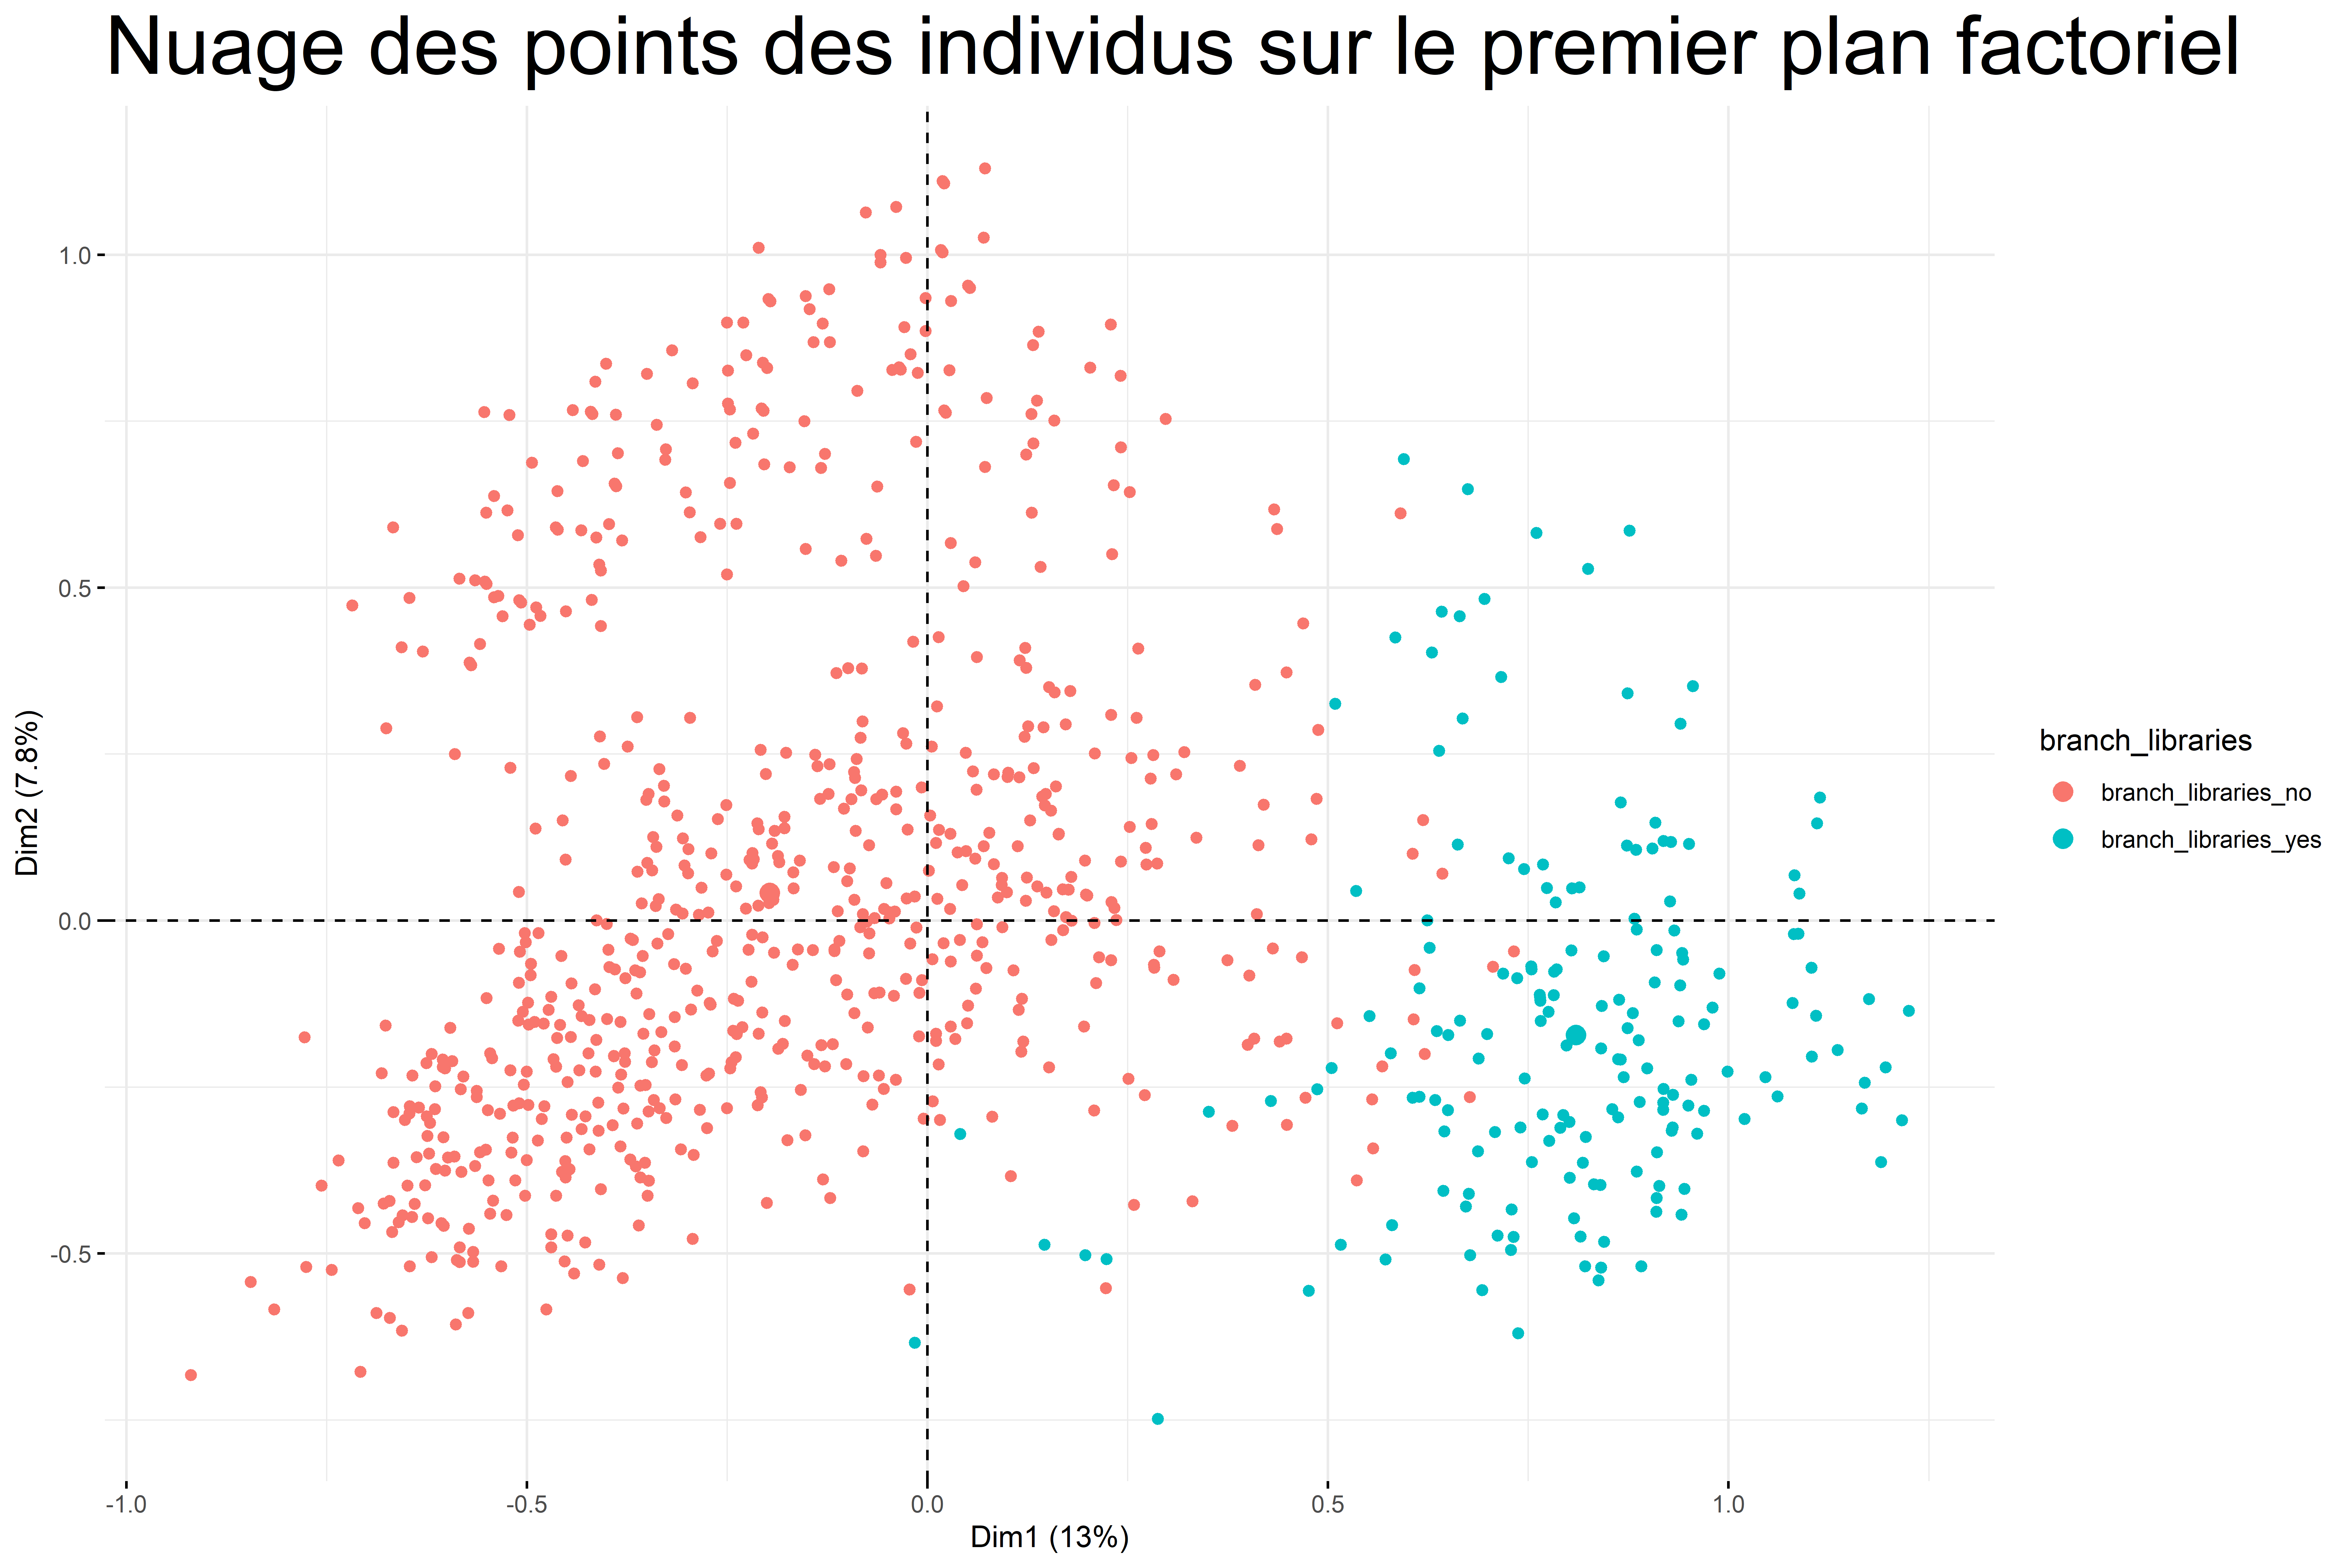 Nuage des points des individus sur le premier plan factoriel
1.0
0.5
0.0
-0.5
Dim2 (7.8%)
-1.0
-0.5
0.0
0.5
1.0
Dim1 (13%)
branch_libraries
branch_libraries_no
branch_libraries_yes